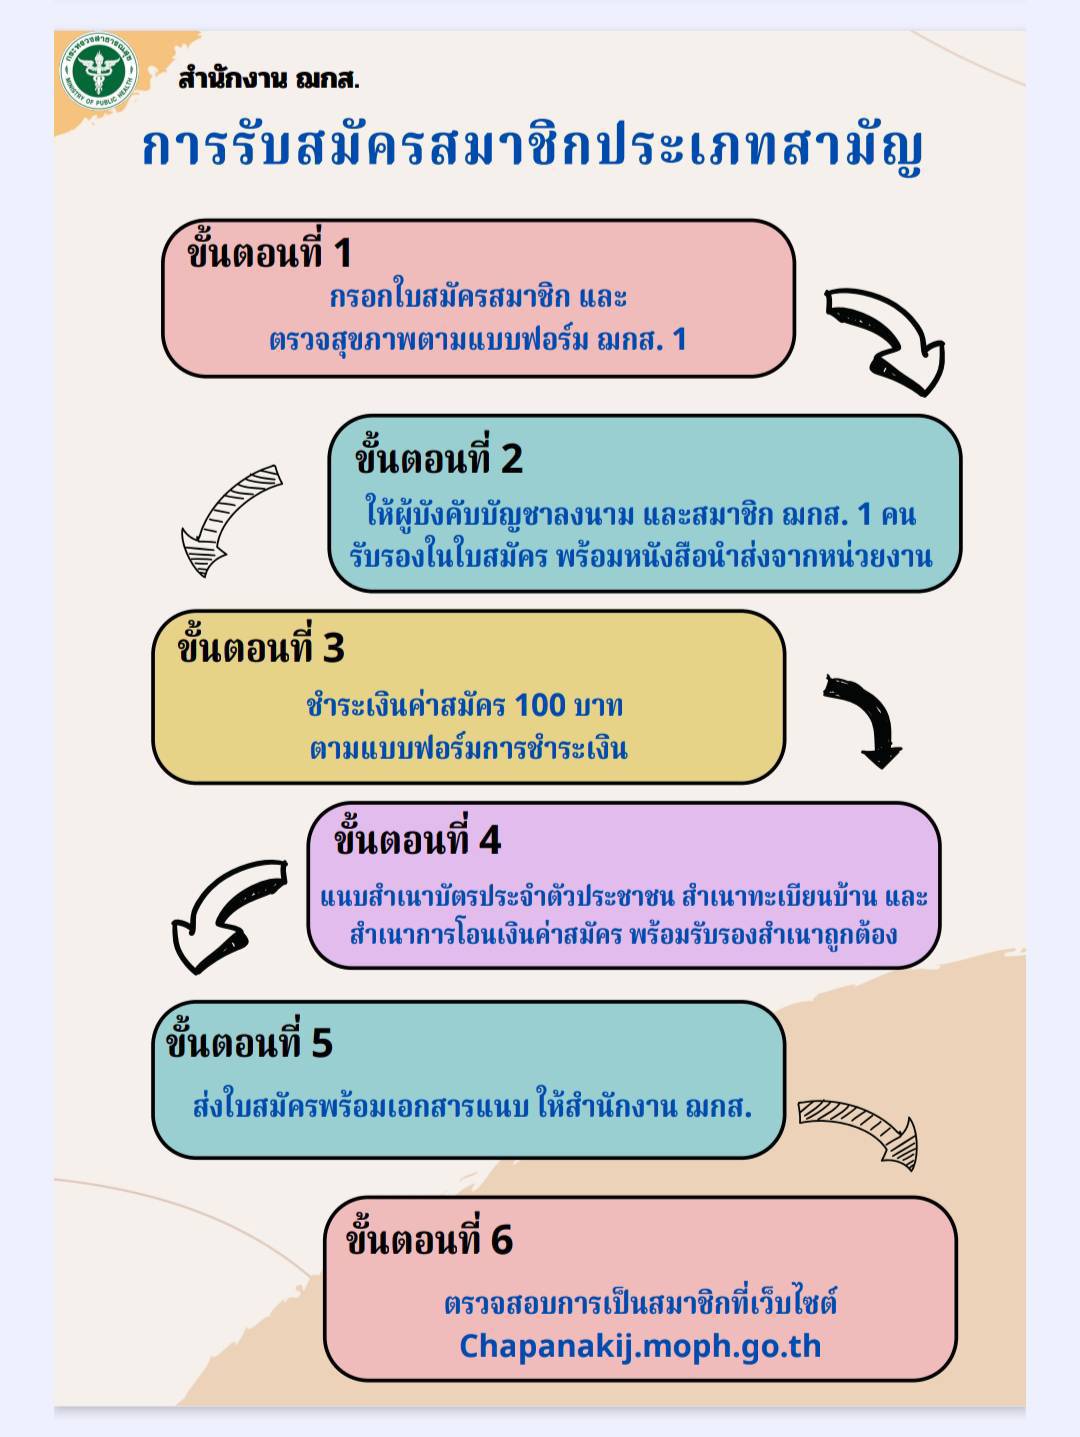 กระทรวงสาธารณสุข
MINISTRY OF PUBLIC HEALTH
สำนักงาน ฌกส.
การรับสมัครสมาชิกประเภทสามัญ
ขั้นตอนที่ 1
กรอกใบสมัครสมาชิก และ
ตรวจสุขภาพตามแบบฟอร์ม ฌกส. 1
ขั้นตอนที่ 2
ให้ผู้บังคับบัญชาลงนาม และสมาชิก ฌกส. 1 คน
รับรองในใบสมัคร พร้อมหนังสือนำส่งจากหน่วยงาน
ขั้นตอนที่ 3
ชำระเงินค่าสมัคร 100 บาท
ตามแบบฟอร์มการชำระเงิน
ขั้นตอนที่ 4
แนบสำเนาบัตรประจำตัวประชาชน สำเนาทะเบียนบ้าน และ
สำเนาการโอนเงินค่าสมัคร พร้อมรับรองสำเนาถูกต้อง
ขั้นตอนที่ 5
ส่งใบสมัครพร้อมเอกสารแนบ ให้สำนักงาน ฌกส.
ขั้นตอนที่ 6
ตรวจสอบการเป็นสมาชิกที่เว็บไซต์
Chapanakij.moph.go.th